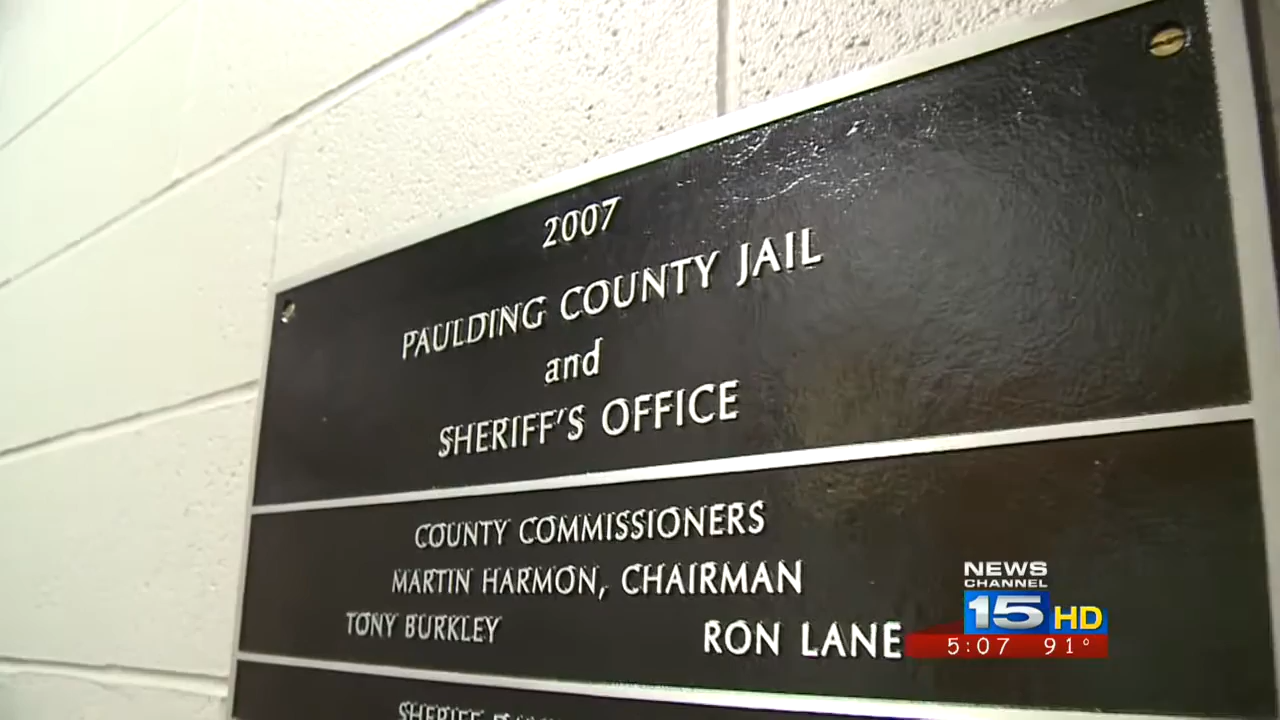 2007
PAULDING COUNTY JAIL
and
SHERIFF'S OFFICE
COUNTY COMMISSIONERS
MARTIN HARMON, CHAIRMAN
TONY BURKLEY RON LANE
SHERIFF
NEWS
CHANNEL
15 HD
5:07 91°